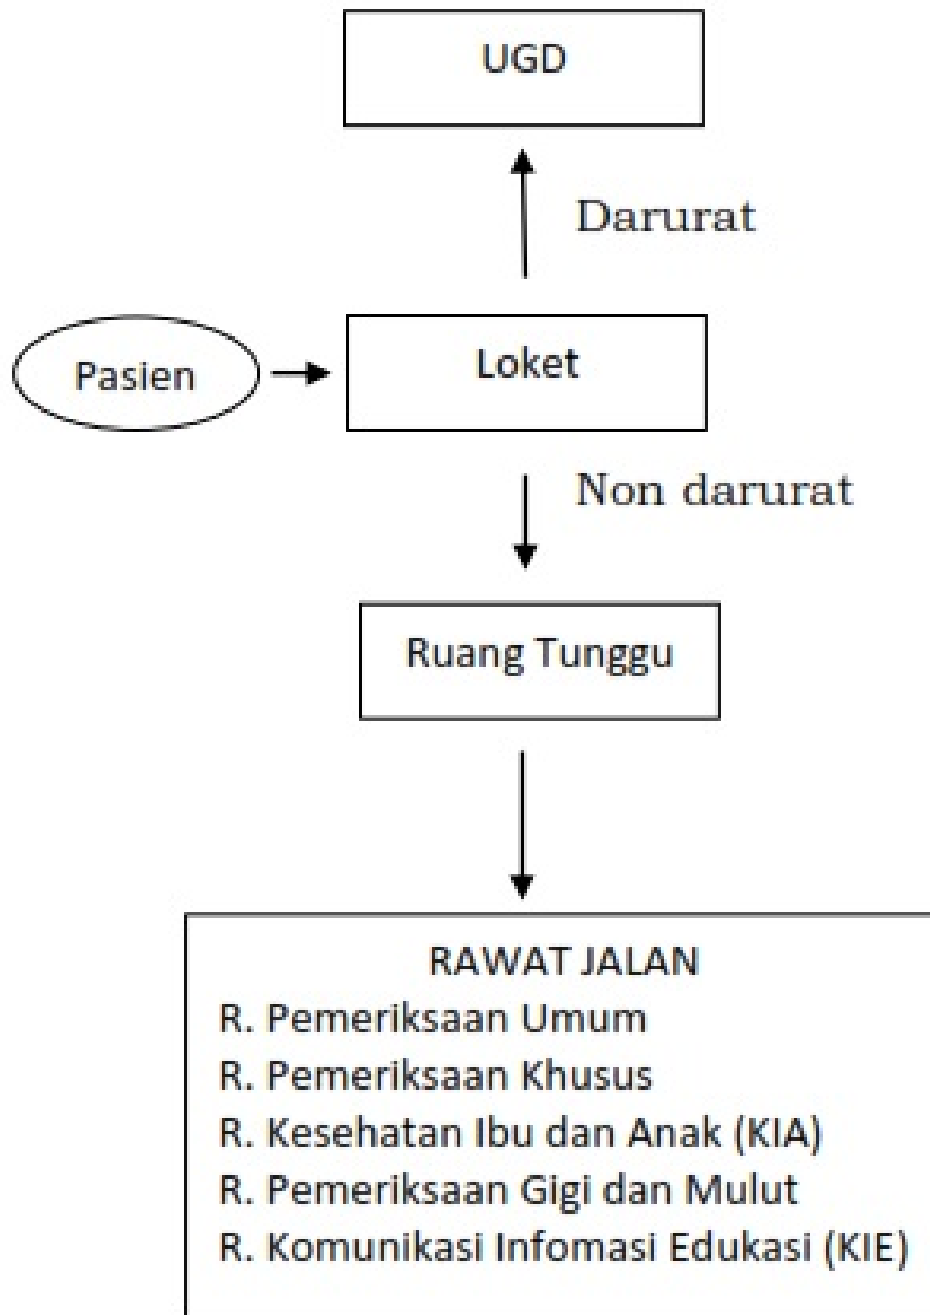 UGD
Darurat
Pasien
Loket
Non darurat
Ruang Tunggu
RAWAT JALAN
R. Pemeriksaan Umum
R. Pemeriksaan Khusus
R. Kesehatan Ibu dan Anak (KIA)
R. Pemeriksaan Gigi dan Mulut
R. Komunikasi Infomasi Edukasi (KIE)